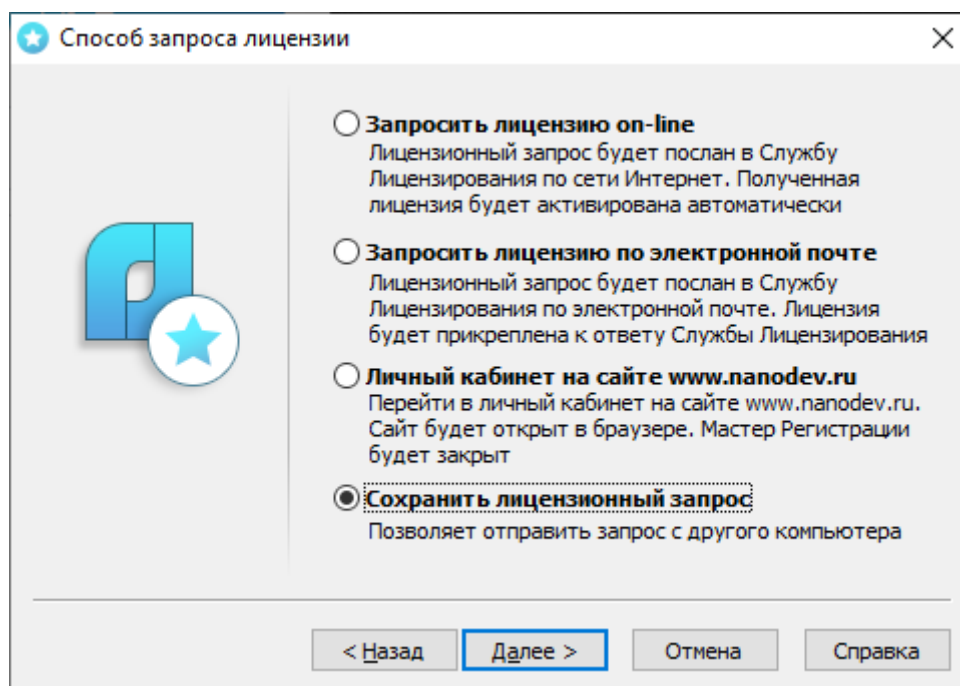 Способ запроса лицензии
Запросить лицензию on-line
Лицензионный запрос будет послан в Службу
Лицензирования по сети Интернет. Полученная
лицензия будет активирована автоматически
Запросить лицензию по электронной почте
Лицензионный запрос будет послан в Службу
Лицензирования по электронной почте. Лицензия
будет прикреплена к ответу Службы Лицензирования
Личный кабинет на сайте www.nanodev.ru
Перейти в личный кабинет на сайте www.nanodev.ru.
Сайт будет открыт в браузере. Мастер Регистрации
будет закрыт
Сохранить лицензионный запрос
Позволяет отправить запрос с другого компьютера
< Назад Далее > Отмена Справка